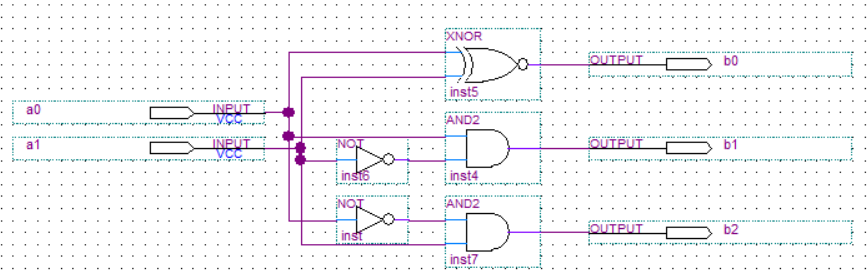 XNOR
OUTPUT b0
inst5
a0 INPUT
VCC
AND2
a1 INPUT
VCC
NOT
OUTPUT b1
inst6
inst4
NOT
AND2
OUTPUT b2
inst
inst7